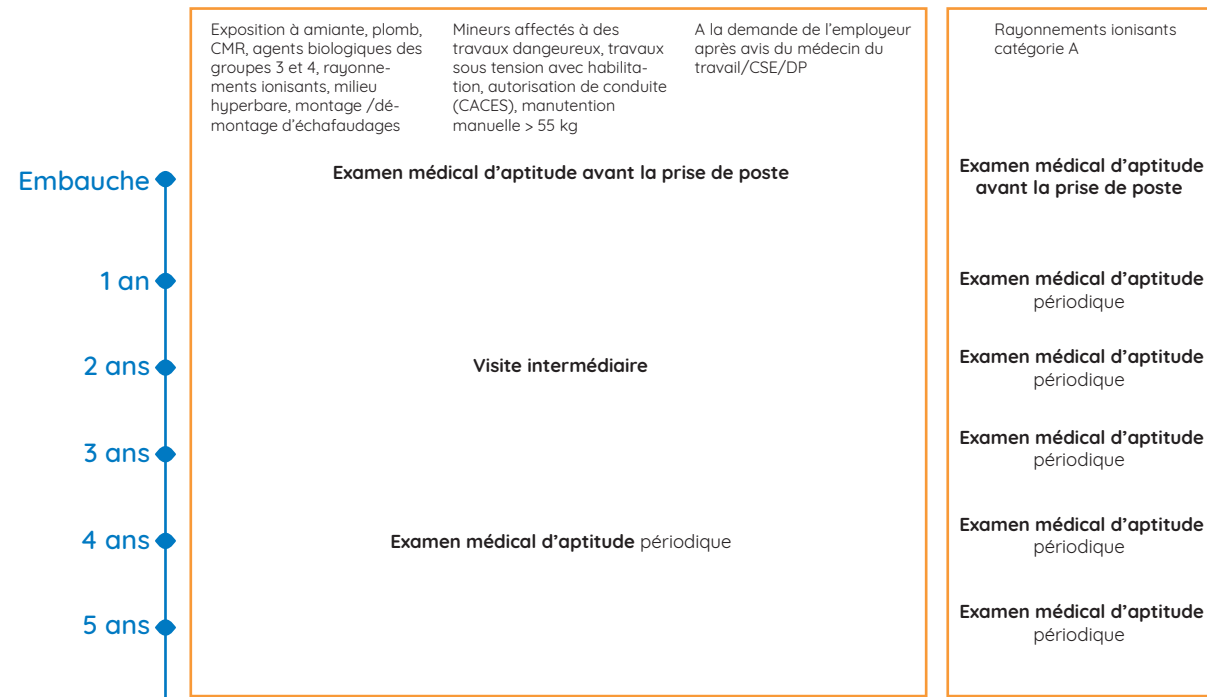 Exposition à amiante, plomb,
CMR, agents biologiques des
groupes 3 et 4, rayonne-
ments ionisants, milieu
hyperbare, montage /dé-
montage d'échafaudages
Mineurs affectés à des
travaux dangeureux, travaux
sous tension avec habilita-
tion, autorisation de conduite
(CACES), manutention
manuelle > 55 kg
A la demande de l'employeur
après avis du médecin du
travail/CSE/DP
Rayonnements ionisants
catégorie A
Embauche
Examen médical d'aptitude avant la prise de poste
Examen médical d'aptitude
avant la prise de poste
1 an
Examen médical d'aptitude
périodique
2 ans
Visite intermédiaire
Examen médical d'aptitude
périodique
3 ans
Examen médical d'aptitude
périodique
4 ans
Examen médical d'aptitude périodique
Examen médical d'aptitude
périodique
5 ans
Examen médical d'aptitude
périodique